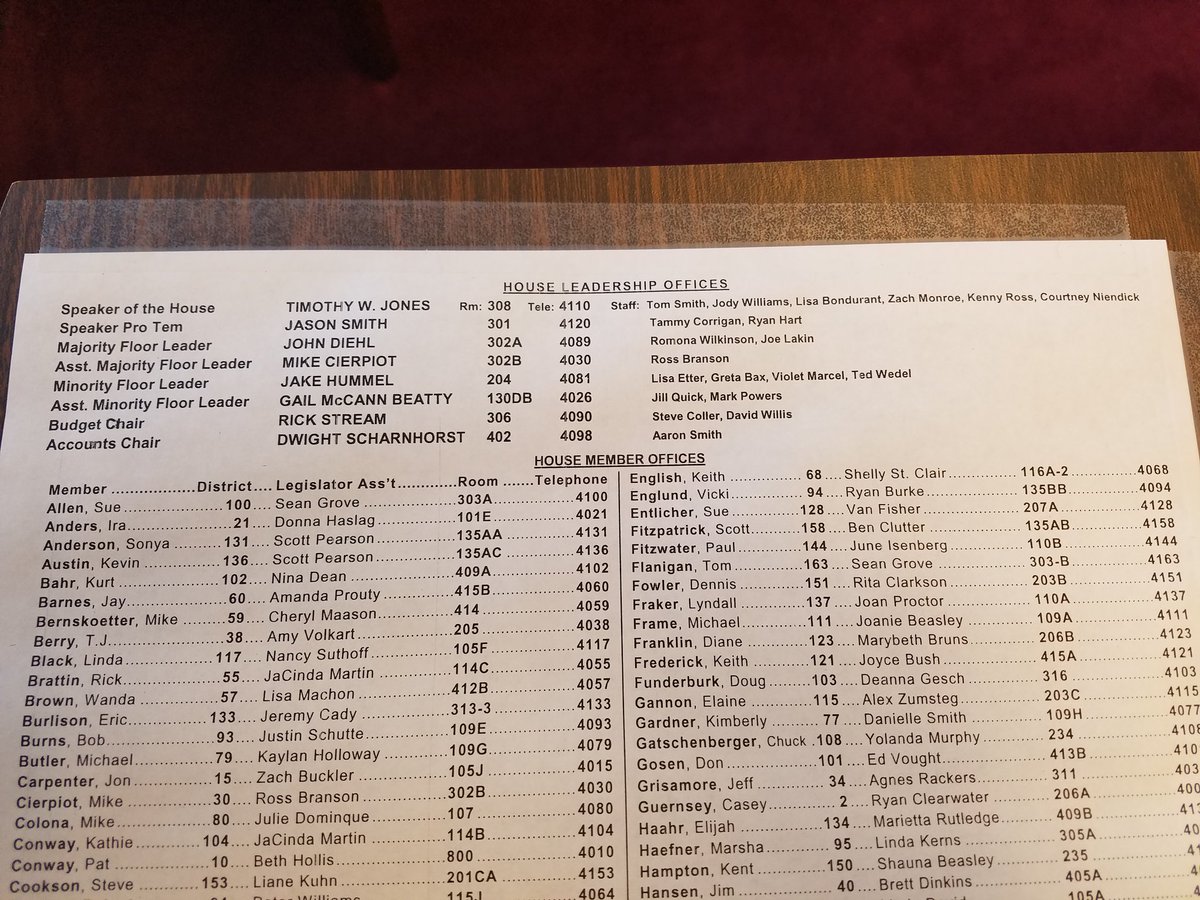 HOUSE LEADERSHIP OFFICES
Speaker of the House TIMOTHY W. JONES Rm: 308 Tele: 4110 Staff: Tom Smith, Jody Williams, Lisa Bondurant, Zach Monroe, Kenny Ross, Courtney Niendick
Speaker Pro Tem JASON SMITH 301 4120 Tammy Corrigan, Ryan Hart
Majority Floor Leader JOHN DIEHL 302A 4089 Romona Wilkinson, Joe Lakin
Asst. Majority Floor Leader MIKE CIERPIOT 302B 4030 Ross Branson
Minority Floor Leader JAKE HUMMEL 204 4081 Lisa Etter, Greta Bax, Violet Marcel, Ted Wedel
Asst. Minority Floor Leader GAIL McCANN BEATTY 130DB 4026 Jill Quick, Mark Powers
Budget Chair RICK STREAM 306 4090 Steve Coller, David Willis
Accounts Chair DWIGHT SCHARNHORST 402 4098 Aaron Smith
HOUSE MEMBER OFFICES
Member ..................District.... Legislator Ass't ..............Room .......Telephone
Allen, Sue ..................100.... Sean Grove ..................303A ..................4100
Anders, Ira..................21.... Donna Haslag ..................101E ..................4021
Anderson, Sonya ..........131.... Scott Pearson ..................135AA ..................4131
Austin, Kevin ..................136.... Scott Pearson ..................135AC ..................4136
Bahr, Kurt ..................102.... Nina Dean ..................409A ..................4102
Barnes, Jay..................60.... Amanda Prouty ..................415B ..................4060
Bernskoetter, Mike ........59.... Cheryl Maason..................414 ..................4059
Berry, T.J...................38.... Amy Volkart ..................205 ..................4038
Black, Linda ..................117.... Nancy Suthoff ..................105F ..................4117
Brattin, Rick..................55.... JaCinda Martin ..................114C ..................4055
Brown, Wanda ..................57.... Lisa Machon ..................412B ..................4057
Burlison, Eric..................133.... Jeremy Cady ..................313-3 ..................4133
Burns, Bob..................93.... Justin Schutte ..................109E ..................4093
Butler, Michael..................79.... Kaylan Holloway ..................109G ..................4079
Carpenter, Jon ..................15.... Zach Buckler ..................105J ..................4015
Cierpiot, Mike ..................30.... Ross Branson ..................302B ..................4030
Colona, Mike ..................80.... Julie Dominque ..................107 ..................4080
Conway, Kathie ..............104.... JaCinda Martin ..................114B ..................4104
Conway, Pat ..................10.... Beth Hollis ..................800 ..................4010
Cookson, Steve ..............153.... Liane Kuhn ..................201CA ..................4153
115J ..................4064
English, Keith ..................68.... Shelly St. Clair ..................116A-2 ..................4068
Englund, Vicki ..................94.... Ryan Burke..................135BB ..................4094
Entlicher, Sue ..................128.... Van Fisher ..................207A ..................4128
Fitzpatrick, Scott..............158.... Ben Clutter ..................135AB ..................4158
Fitzwater, Paul ..................144.... June Isenberg ..................110B ..................4144
Flanigan, Tom ..................163.... Sean Grove ..................303-B..................4163
Fowler, Dennis ..................151.... Rita Clarkson ..................203B ..................4151
Fraker, Lyndall ..................137.... Joan Proctor ..................110A ..................4137
Frame, Michael ..................111.... Joanie Beasley ..................109A ..................4111
Franklin, Diane ..................123.... Marybeth Bruns..................206B ..................4123
Frederick, Keith ..................121.... Joyce Bush ..................415A ..................4121
Funderburk, Doug ............103.... Deanna Gesch ..................316 ..................4103
Gannon, Elaine ..................115.... Alex Zumsteg ..................203C ..................4115
Gardner, Kimberly ............77.... Danielle Smith ..................109H ..................4077
Gatschenberger, Chuck .108.... Yolanda Murphy ..................234 ..................4108
Gosen, Don ..................101.... Ed Vought..................413B
Grisamore, Jeff ..................34.... Agnes Rackers..................311
Guernsey, Casey..................2.... Ryan Clearwater ..................206A
Haahr, Elijah ..................134.... Marietta Rutledge..................409B
Haefner, Marsha ..................95.... Linda Kerns ..................305A
Hampton, Kent ..................150.... Shauna Beasley ..................235
Hansen, Jim ..................40.... Brett Dinkins ..................405A
105A